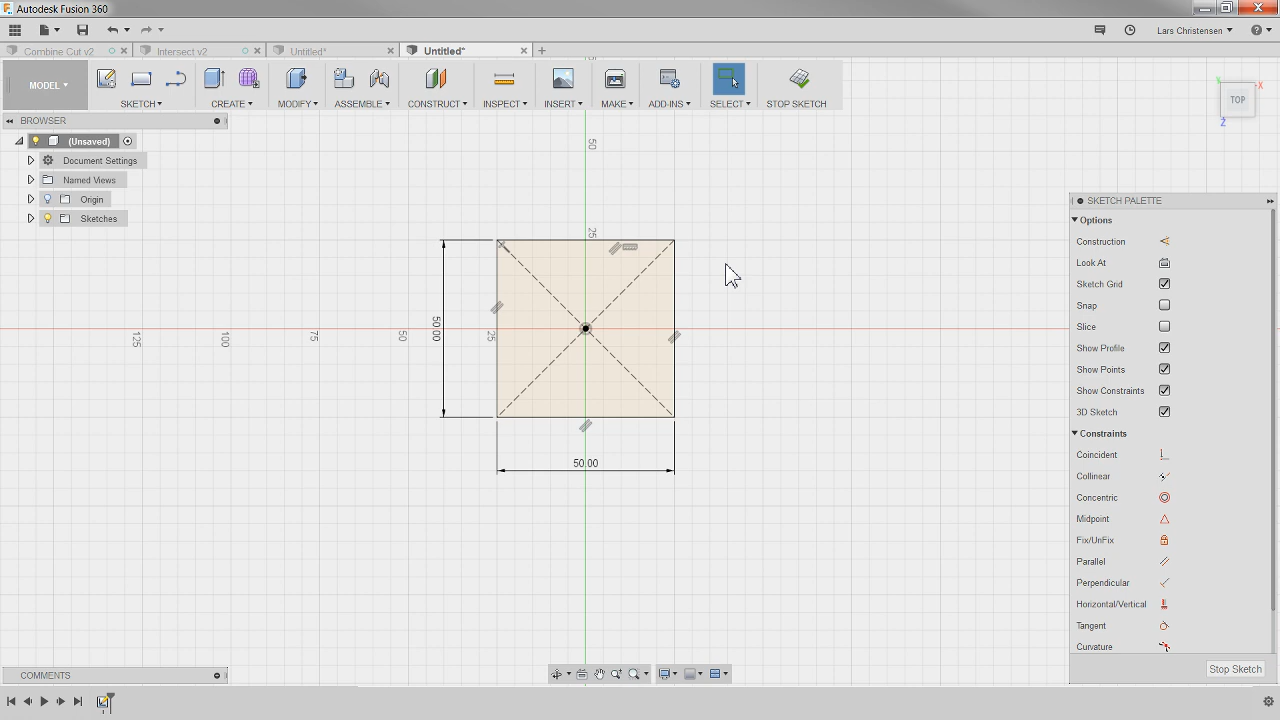 Autodesk Fusion 360
Lars Christensen
Combine Cut v2
Intersect v2
Untitled*
Untitled*
MODEL
SKETCH
CREATE
MODIFY
ASSEMBLE
CONSTRUCT
INSPECT
INSERT
MAKE
ADD-INS
SELECT
STOP SKETCH
TOP
X
Y
Z
BROWSER
(Unsaved)
Document Settings
Named Views
Origin
Sketches
50
25
125
100
75
50
25
50.00
50.00
SKETCH PALETTE
Options
Construction
Look At
Sketch Grid
Snap
Slice
Show Profile
Show Points
Show Constraints
3D Sketch
Constraints
Coincident
Collinear
Concentric
Midpoint
Fix/UnFix
Parallel
Perpendicular
Horizontal/Vertical
Tangent
Curvature
Stop Sketch
COMMENTS